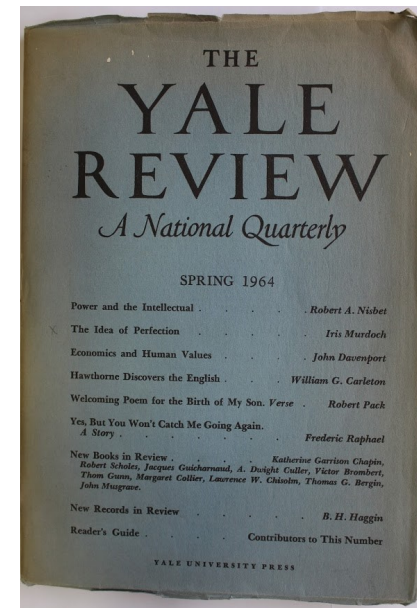 THE
YALE
REVIEW
A National Quarterly
SPRING 1964
Power and the Intellectual . . . . . . Robert A. Nisbet
The Idea of Perfection . . . . . Iris Murdoch
Economics and Human Values . . . . John Davenport
Hawthorne Discovers the English . . . William G. Carleton
Welcoming Poem for the Birth of My Son. Verse . Robert Pack
Yes, But You Won't Catch Me Going Again.
A Story . . . . . . . Frederic Raphael
New Books in Review . . . . . Katherine Garrison Chapin,
Robert Scholes, Jacques Guicharnaud, A. Dwight Culler, Victor Brombert,
Thom Gunn, Margaret Collier, Lawrence W. Chisolm, Thomas G. Bergin,
John Musgrave.
New Records in Review . . . . . B. H. Haggin
Reader's Guide . . . . Contributors to This Number
YALE UNIVERSITY PRESS